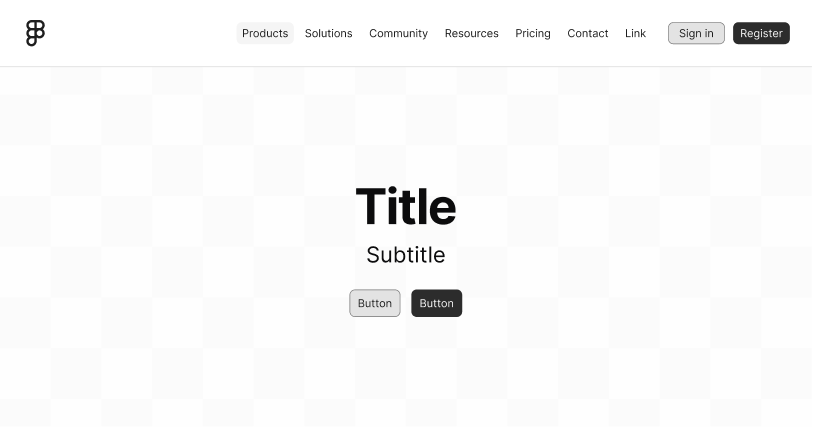 Products Solutions Community Resources Pricing Contact Link Sign in Register
Title
Subtitle
Button Button